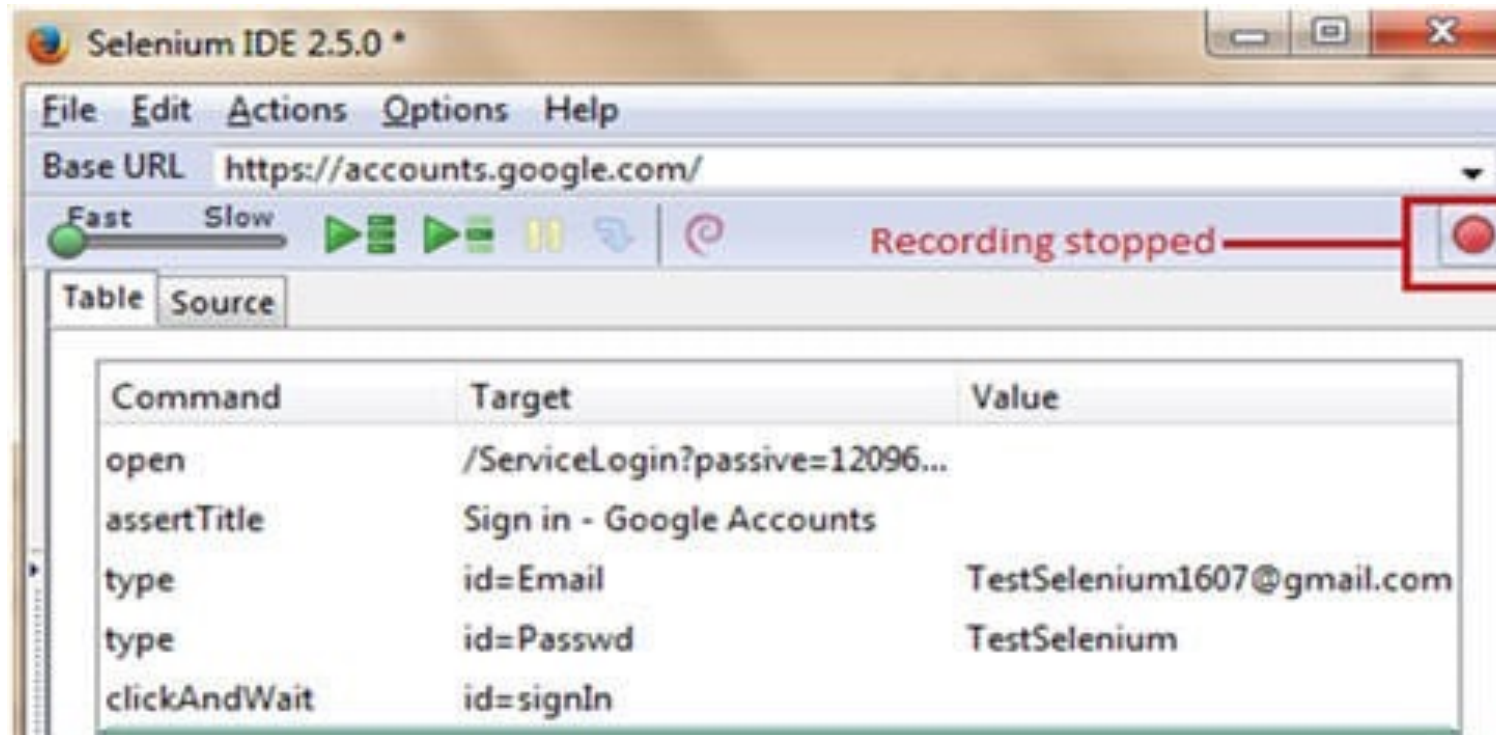 Selenium IDE 2.5.0 *
File Edit Actions Options Help
Base URL https://accounts.google.com/
Fast Slow Recording stopped
Table Source
Command Target Value
open /ServiceLogin?passive=12096...
assertTitle Sign in - Google Accounts
type id=Email TestSelenium1607@gmail.com
type id=Passwd TestSelenium
clickAndWait id=signIn